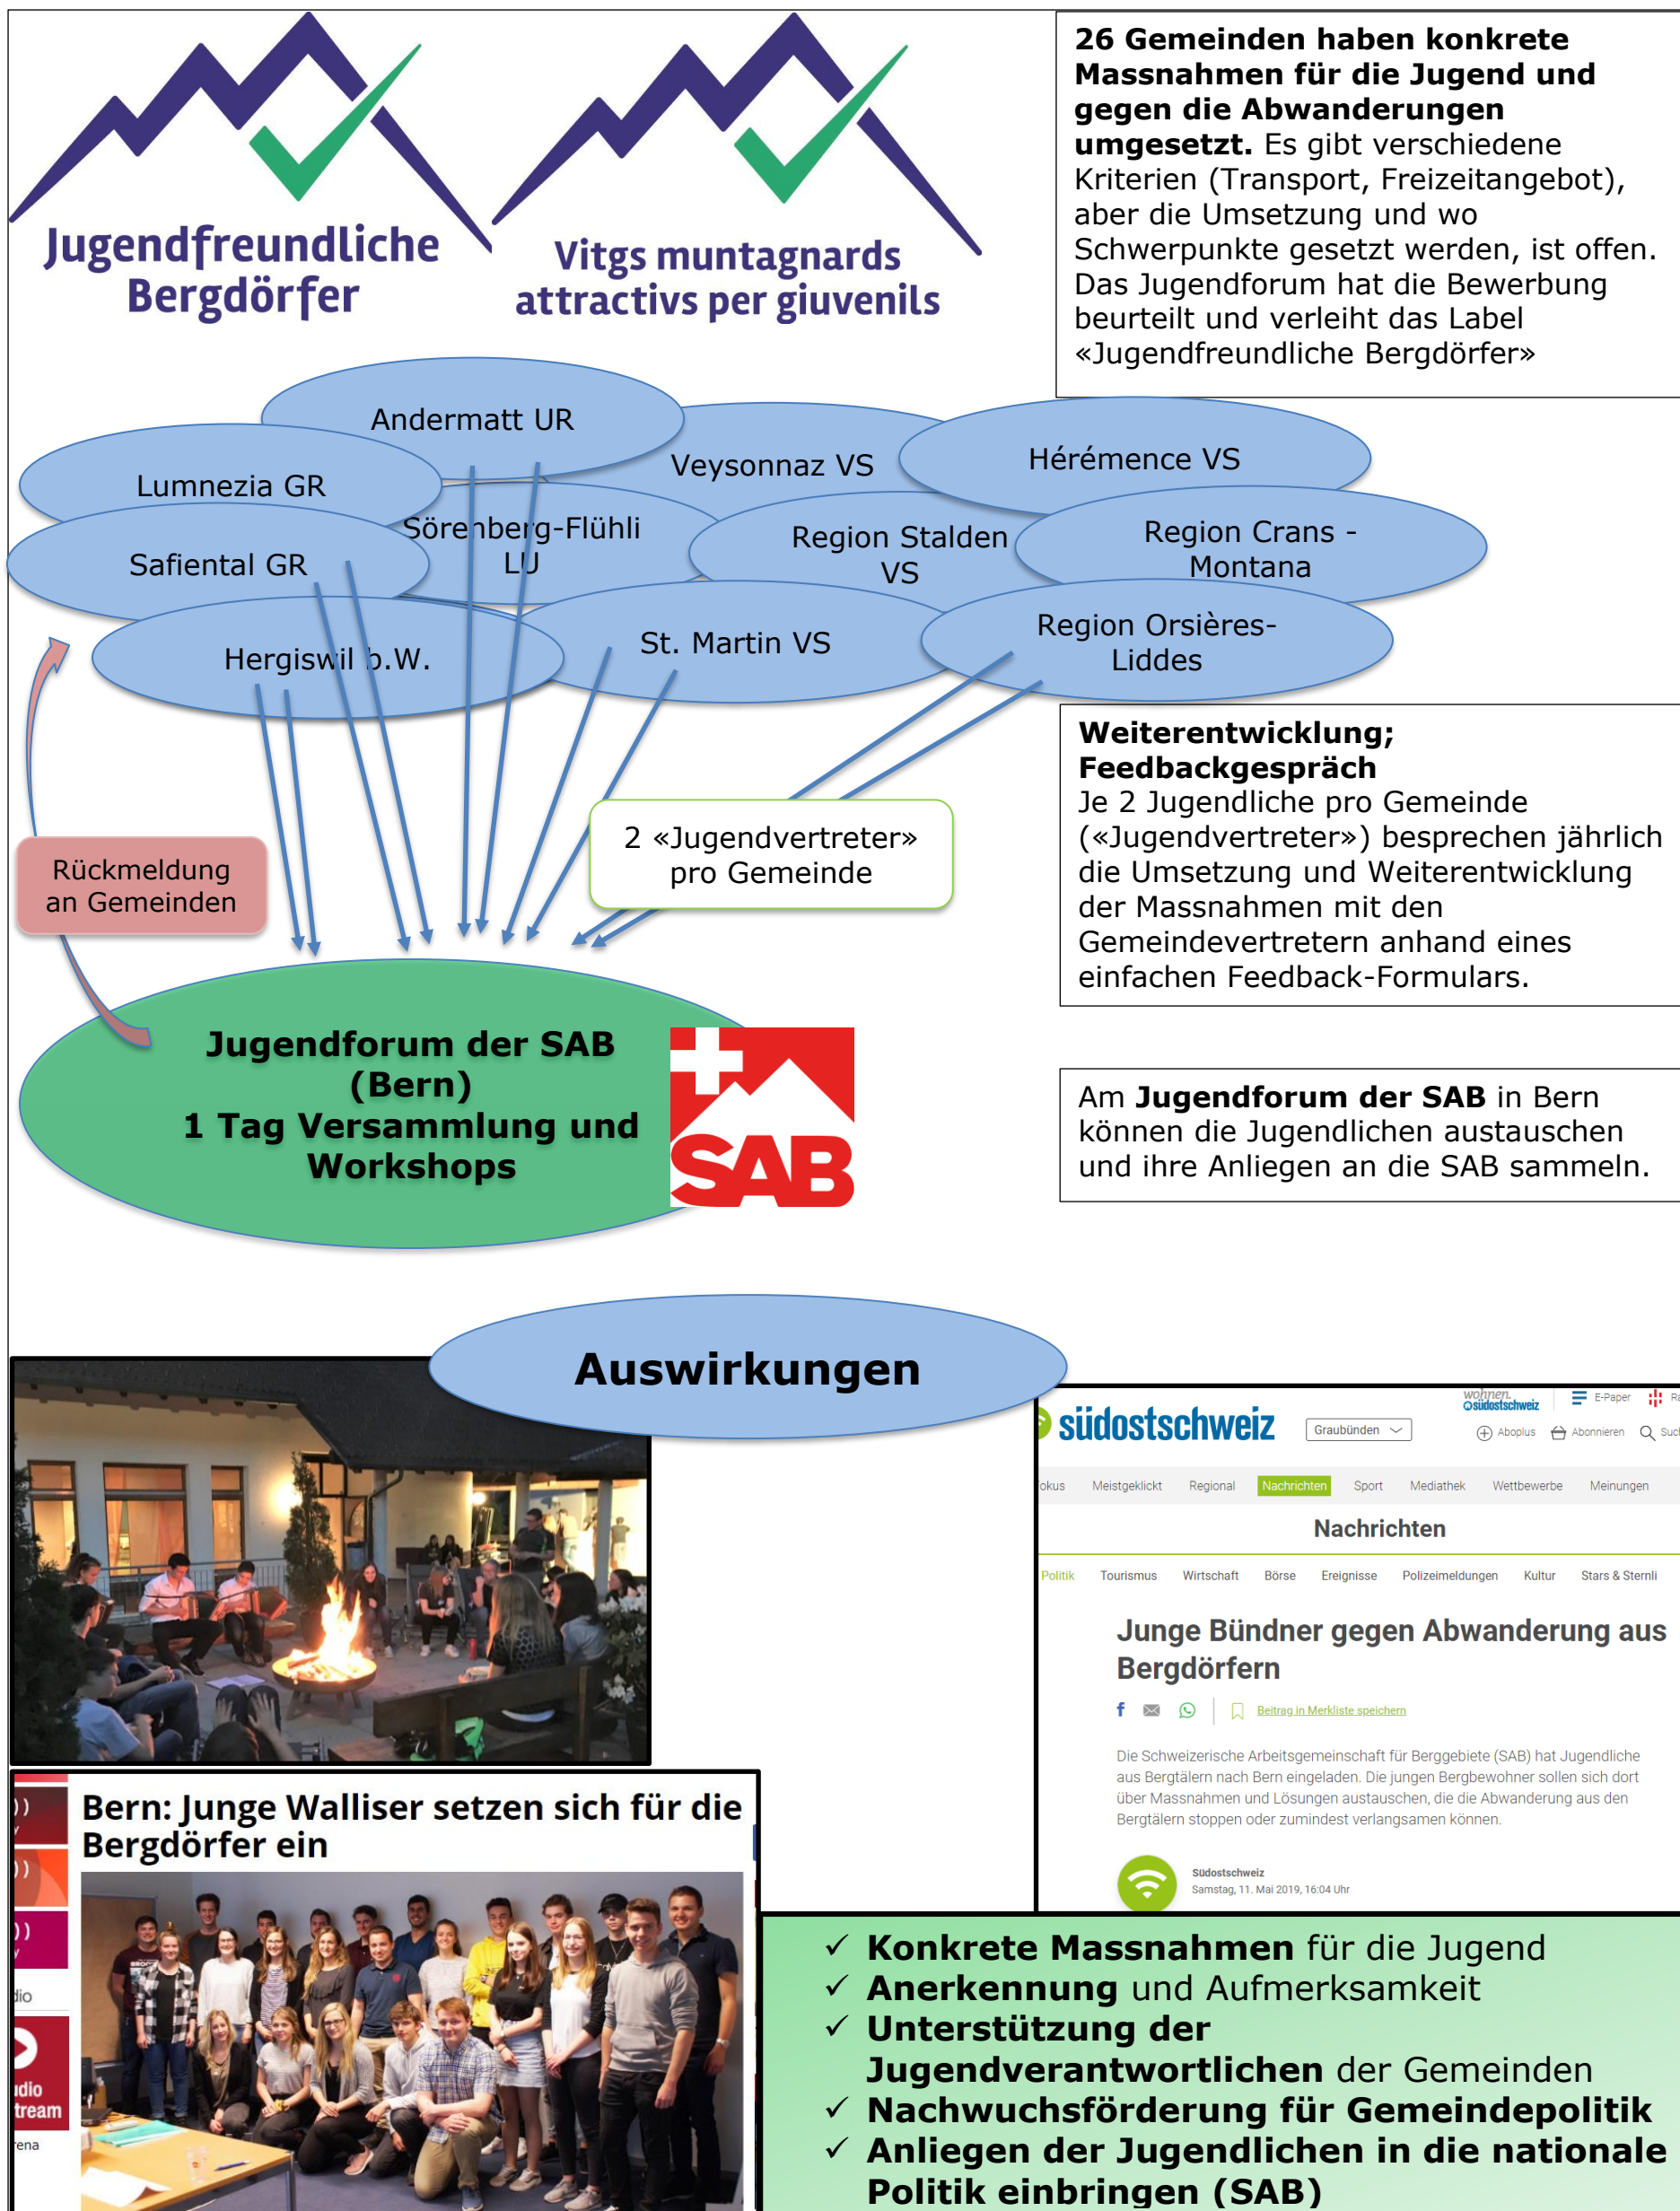 Jugendfreundliche
Bergdörfer
Vitgs muntagnards
attractivs per giuvenils
26 Gemeinden haben konkrete
Massnahmen für die Jugend und
gegen die Abwanderungen
umgesetzt. Es gibt verschiedene
Kriterien (Transport, Freizeitangebot),
aber die Umsetzung und wo
Schwerpunkte gesetzt werden, ist offen.
Das Jugendforum hat die Bewerbung
beurteilt und verleiht das Label
«Jugendfreundliche Bergdörfer»
Andermatt UR
Veysonnaz VS
Hérémence VS
Lumnezia GR
Sörenberg-Flühli
LU
Region Stalden
VS
Region Crans -
Montana
Safiental GR
Hergiswil b.W.
St. Martin VS
Region Orsières-
Liddes
Weiterentwicklung;
Feedbackgespräch
Je 2 Jugendliche pro Gemeinde
(«Jugendvertreter») besprechen jährlich
die Umsetzung und Weiterentwicklung
der Massnahmen mit den
Gemeindevertretern anhand eines
einfachen Feedback-Formulars.
2 «Jugendvertreter»
pro Gemeinde
Rückmeldung
an Gemeinden
Jugendforum der SAB
(Bern)
1 Tag Versammlung und
Workshops
SAB
Am Jugendforum der SAB in Bern
können die Jugendlichen austauschen
und ihre Anliegen an die SAB sammeln.
Auswirkungen
wohnen.
südostschweiz
E-Paper
Ra
südostschweiz
Graubünden
Aboplus
Abonnieren
Such
okus Meistgeklickt Regional Nachrichten Sport Mediathek Wettbewerbe Meinungen
Nachrichten
Politik Tourismus Wirtschaft Börse Ereignisse Polizeimeldungen Kultur Stars & Sternli
Junge Bündner gegen Abwanderung aus
Bergdörfern
Beitrag in Merkliste speichern
Die Schweizerische Arbeitsgemeinschaft für Berggebiete (SAB) hat Jugendliche
aus Bergtälern nach Bern eingeladen. Die jungen Bergbewohner sollen sich dort
über Massnahmen und Lösungen austauschen, die die Abwanderung aus den
Bergtälern stoppen oder zumindest verlangsamen können.
Südostschweiz
Samstag, 11. Mai 2019, 16:04 Uhr
Bern: Junge Walliser setzen sich für die
Bergdörfer ein
dio
udio
tream
rena
✓ Konkrete Massnahmen für die Jugend
✓ Anerkennung und Aufmerksamkeit
✓ Unterstützung der
Jugendverantwortlichen der Gemeinden
✓ Nachwuchsförderung für Gemeindepolitik
✓ Anliegen der Jugendlichen in die nationale
Politik einbringen (SAB)